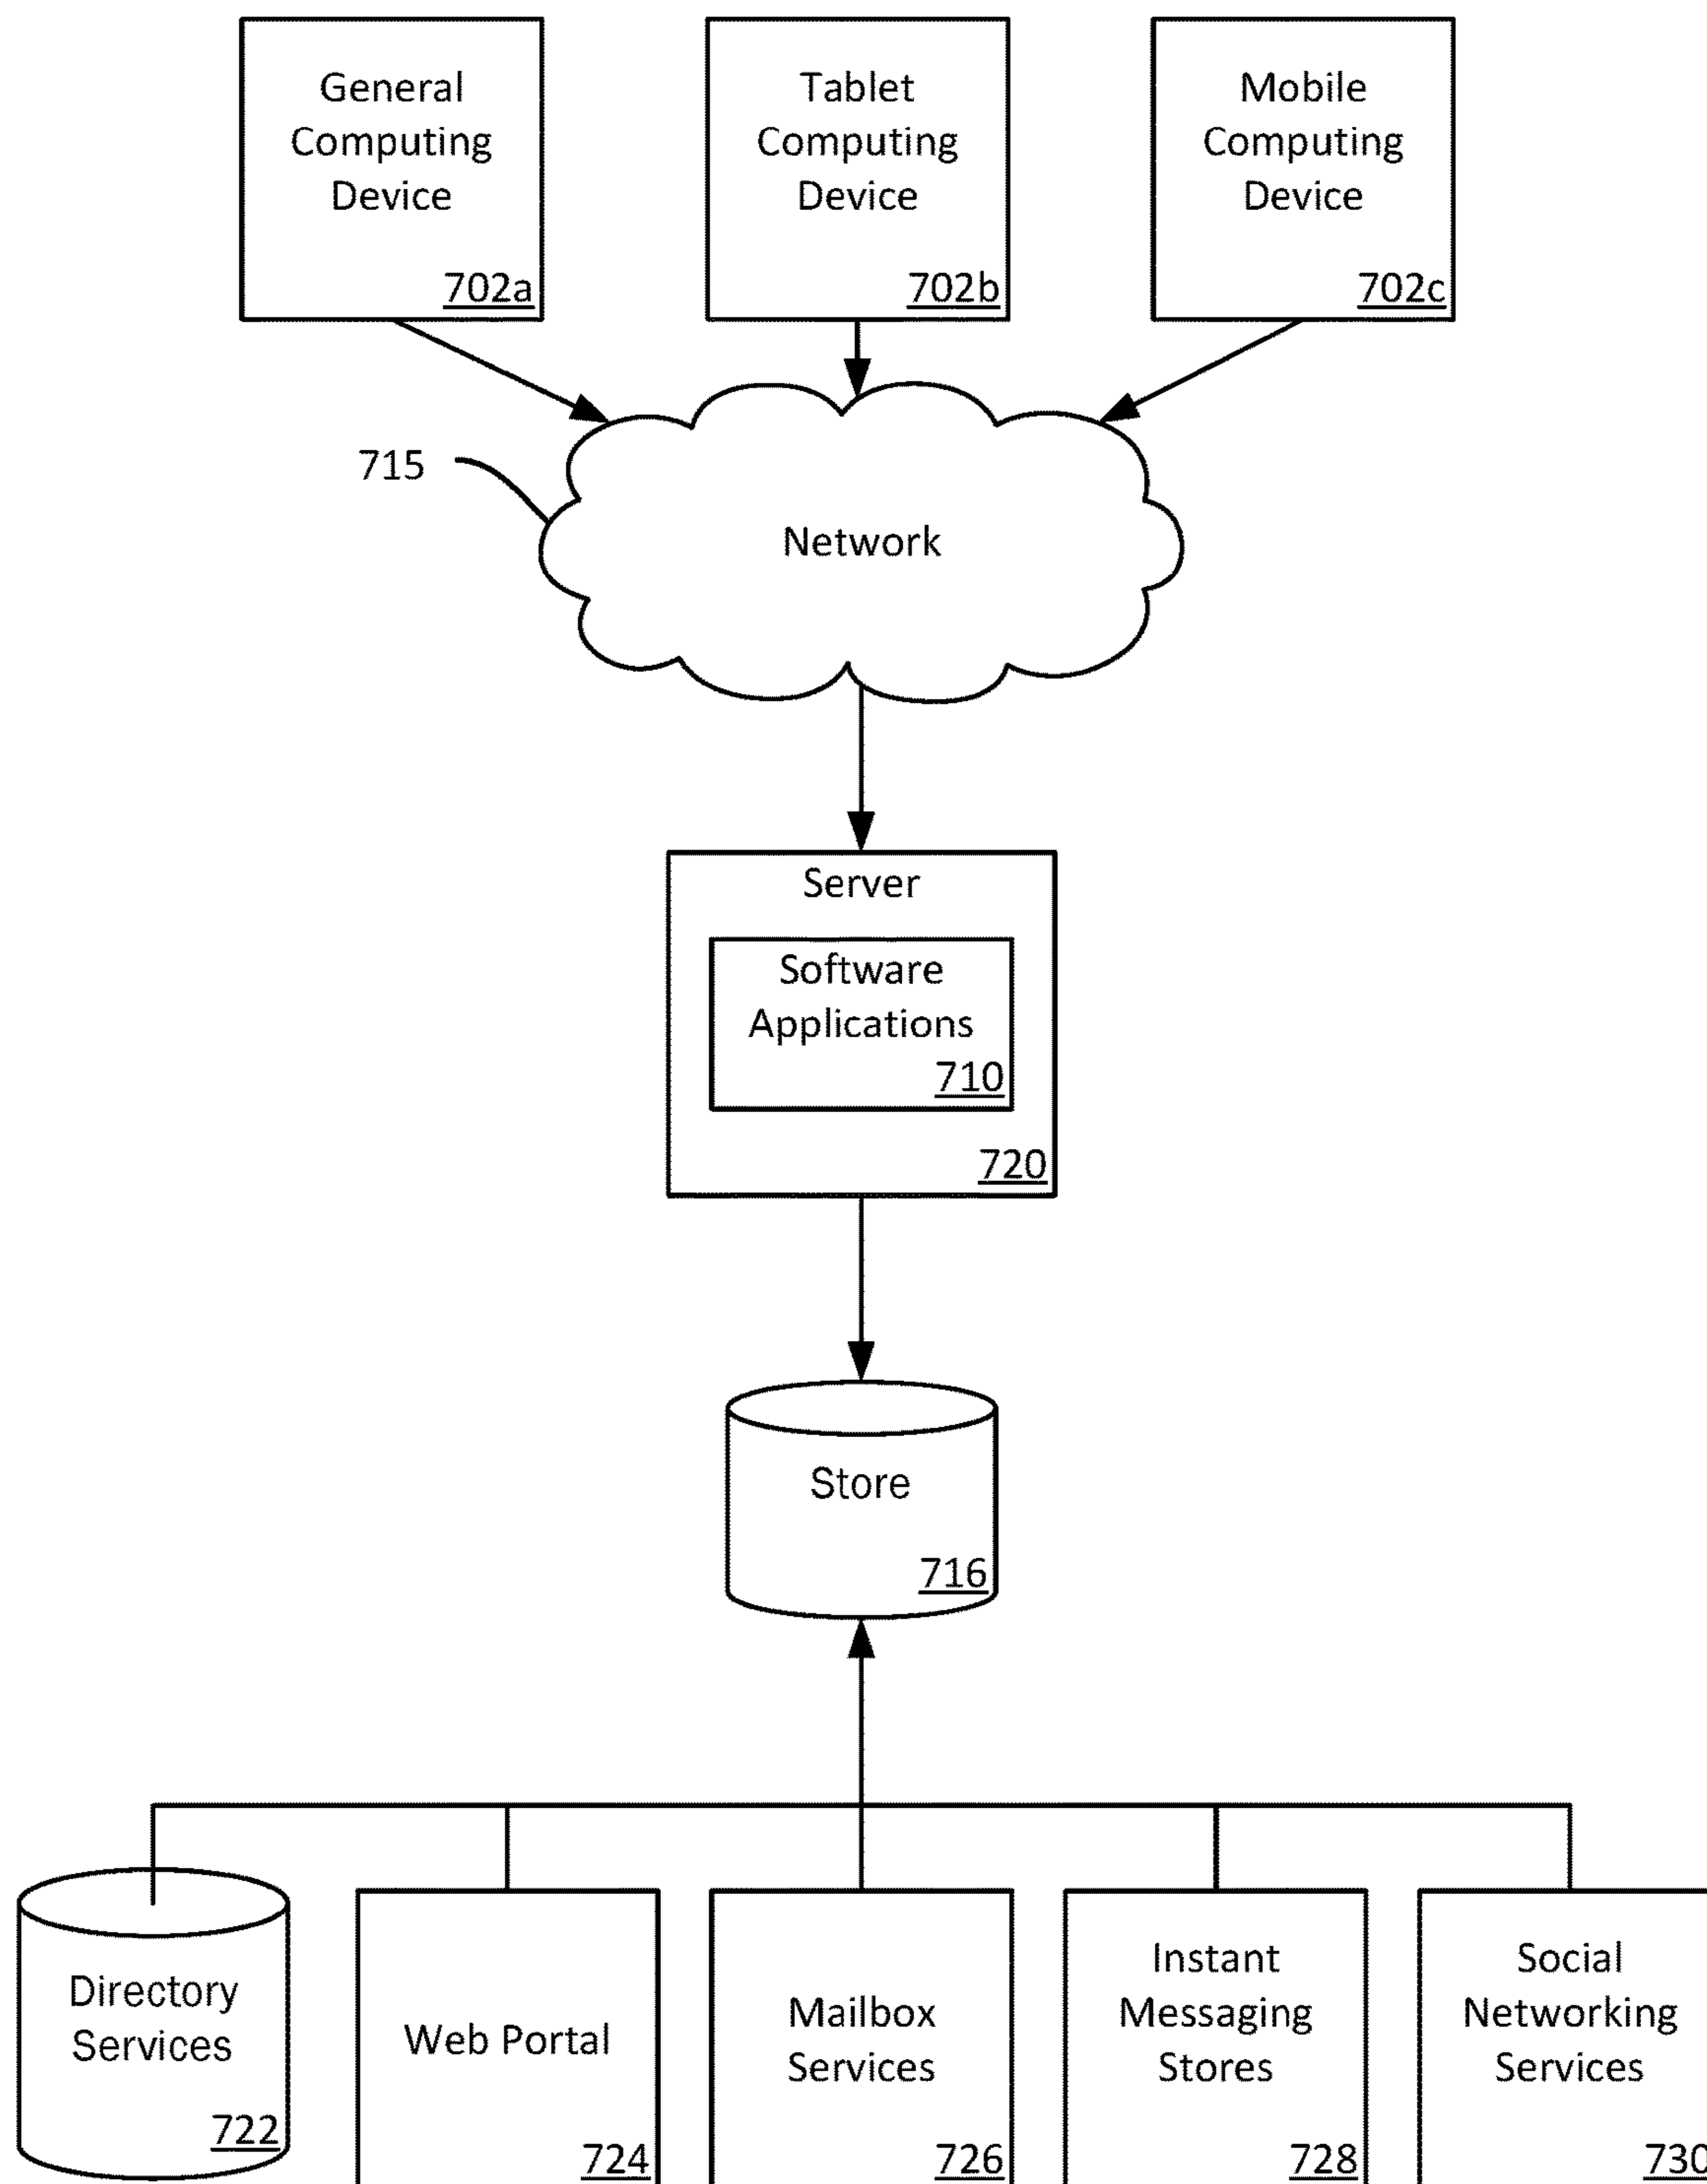 General
Computing
Device
702a
Tablet
Computing
Device
702b
Mobile
Computing
Device
702c
715
Network
Server
Software
Applications
710
720
Store
716
Directory
Services
722
Web Portal
724
Mailbox
Services
726
Instant
Messaging
Stores
728
Social
Networking
Services
730